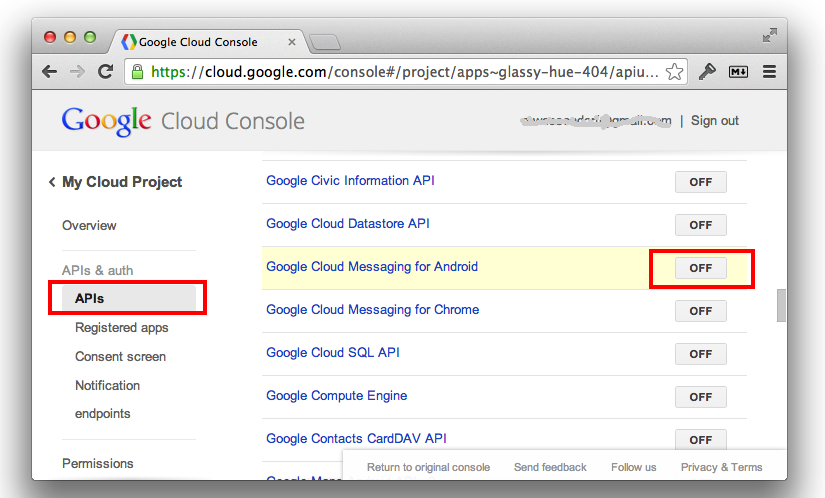 Google Cloud Console
https://cloud.google.com/console#/project/apps~glassy-hue-404/apiu...
Google Cloud Console
| Sign out
My Cloud Project
Overview
APIs & auth
APIs
Registered apps
Consent screen
Notification
endpoints
Permissions
Google Civic Information API OFF
Google Cloud Datastore API OFF
Google Cloud Messaging for Android OFF
Google Cloud Messaging for Chrome OFF
Google Cloud SQL API OFF
Google Compute Engine OFF
Google Contacts CardDAV API OFF
Return to original console Send feedback Follow us Privacy & Terms